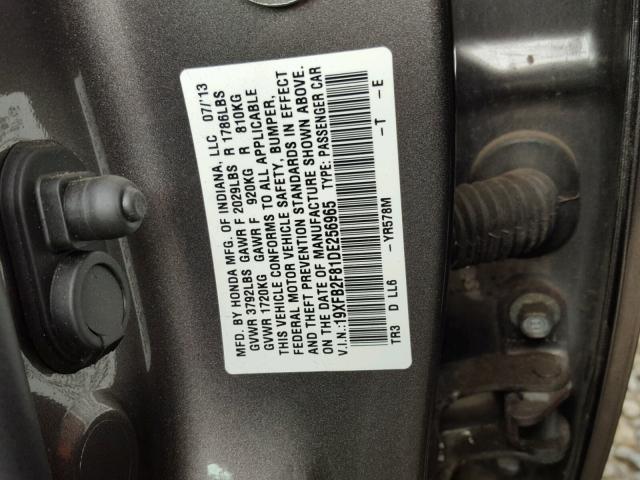 MFD. BY HONDA MFG. OF INDIANA, LLC 07/'13
GVWR 3792LBS GAWR F 2029LBS R 1786LBS
GVWR 1720KG GAWR F 920KG R 810KG
THIS VEHICLE CONFORMS TO ALL APPLICABLE
FEDERAL MOTOR VEHICLE SAFETY, BUMPER,
AND THEFT PREVENTION STANDARDS IN EFFECT
ON THE DATE OF MANUFACTURE SHOWN ABOVE.
V.I.N.:19XFB2F81DE256965 TYPE: PASSENGER CAR
-YR578M -T -E
TR3 D LL6